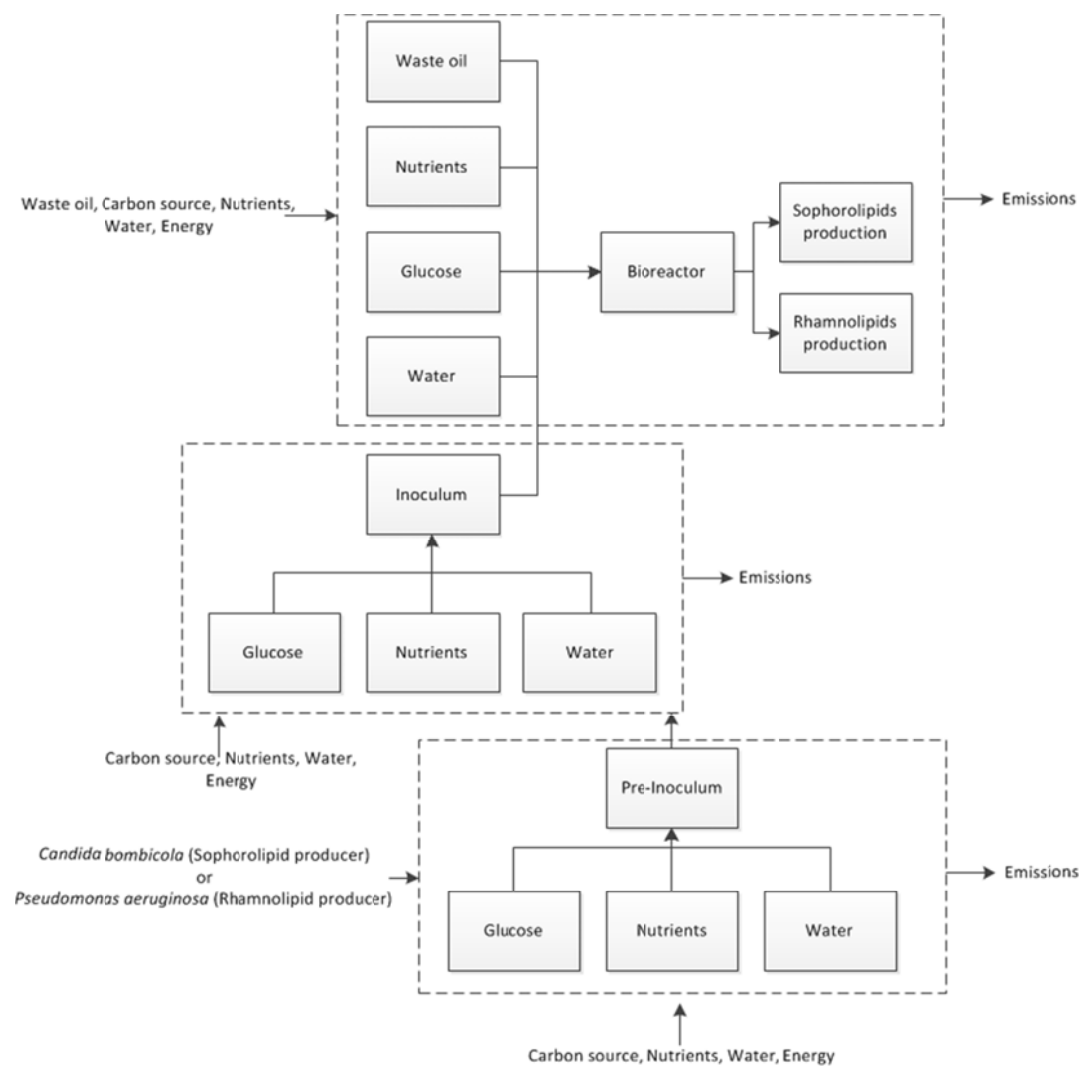 Waste oil
Nutrients
Waste oil, Carbon source, Nutrients,
Water, Energy
Glucose
Water
Bioreactor
Sophorolipids
production
Rhamnolipids
production
Emissions
Inoculum
Glucose
Nutrients
Water
Emissions
Carbon source, Nutrients, Water,
Energy
Pre-Inoculum
Candida bombicola (Sophorolipid producer)
or
Pseudomonas aeruginosa (Rhamnolipid producer)
Glucose
Nutrients
Water
Emissions
Carbon source, Nutrients, Water, Energy